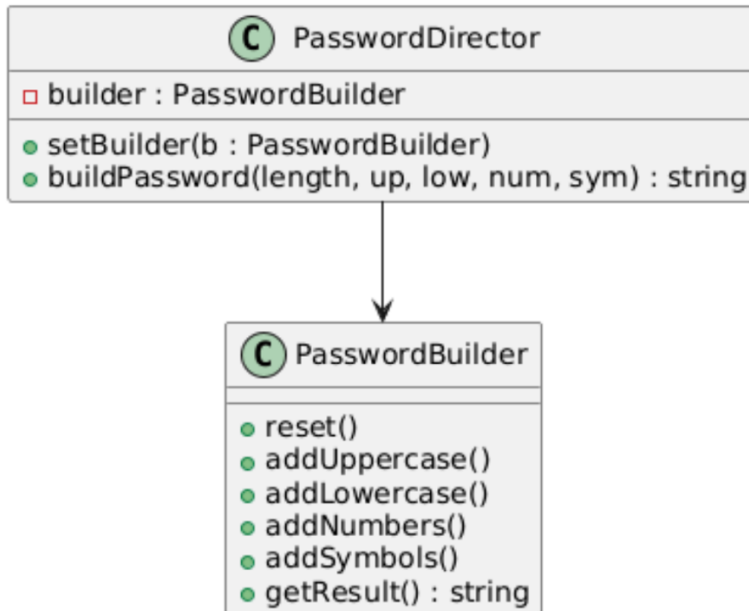 C PasswordDirector
builder : PasswordBuilder
setBuilder(b : PasswordBuilder)
buildPassword(length, up, low, num, sym) : string
C PasswordBuilder
reset()
addUppercase()
addLowercase()
addNumbers()
addSymbols()
getResult() : string